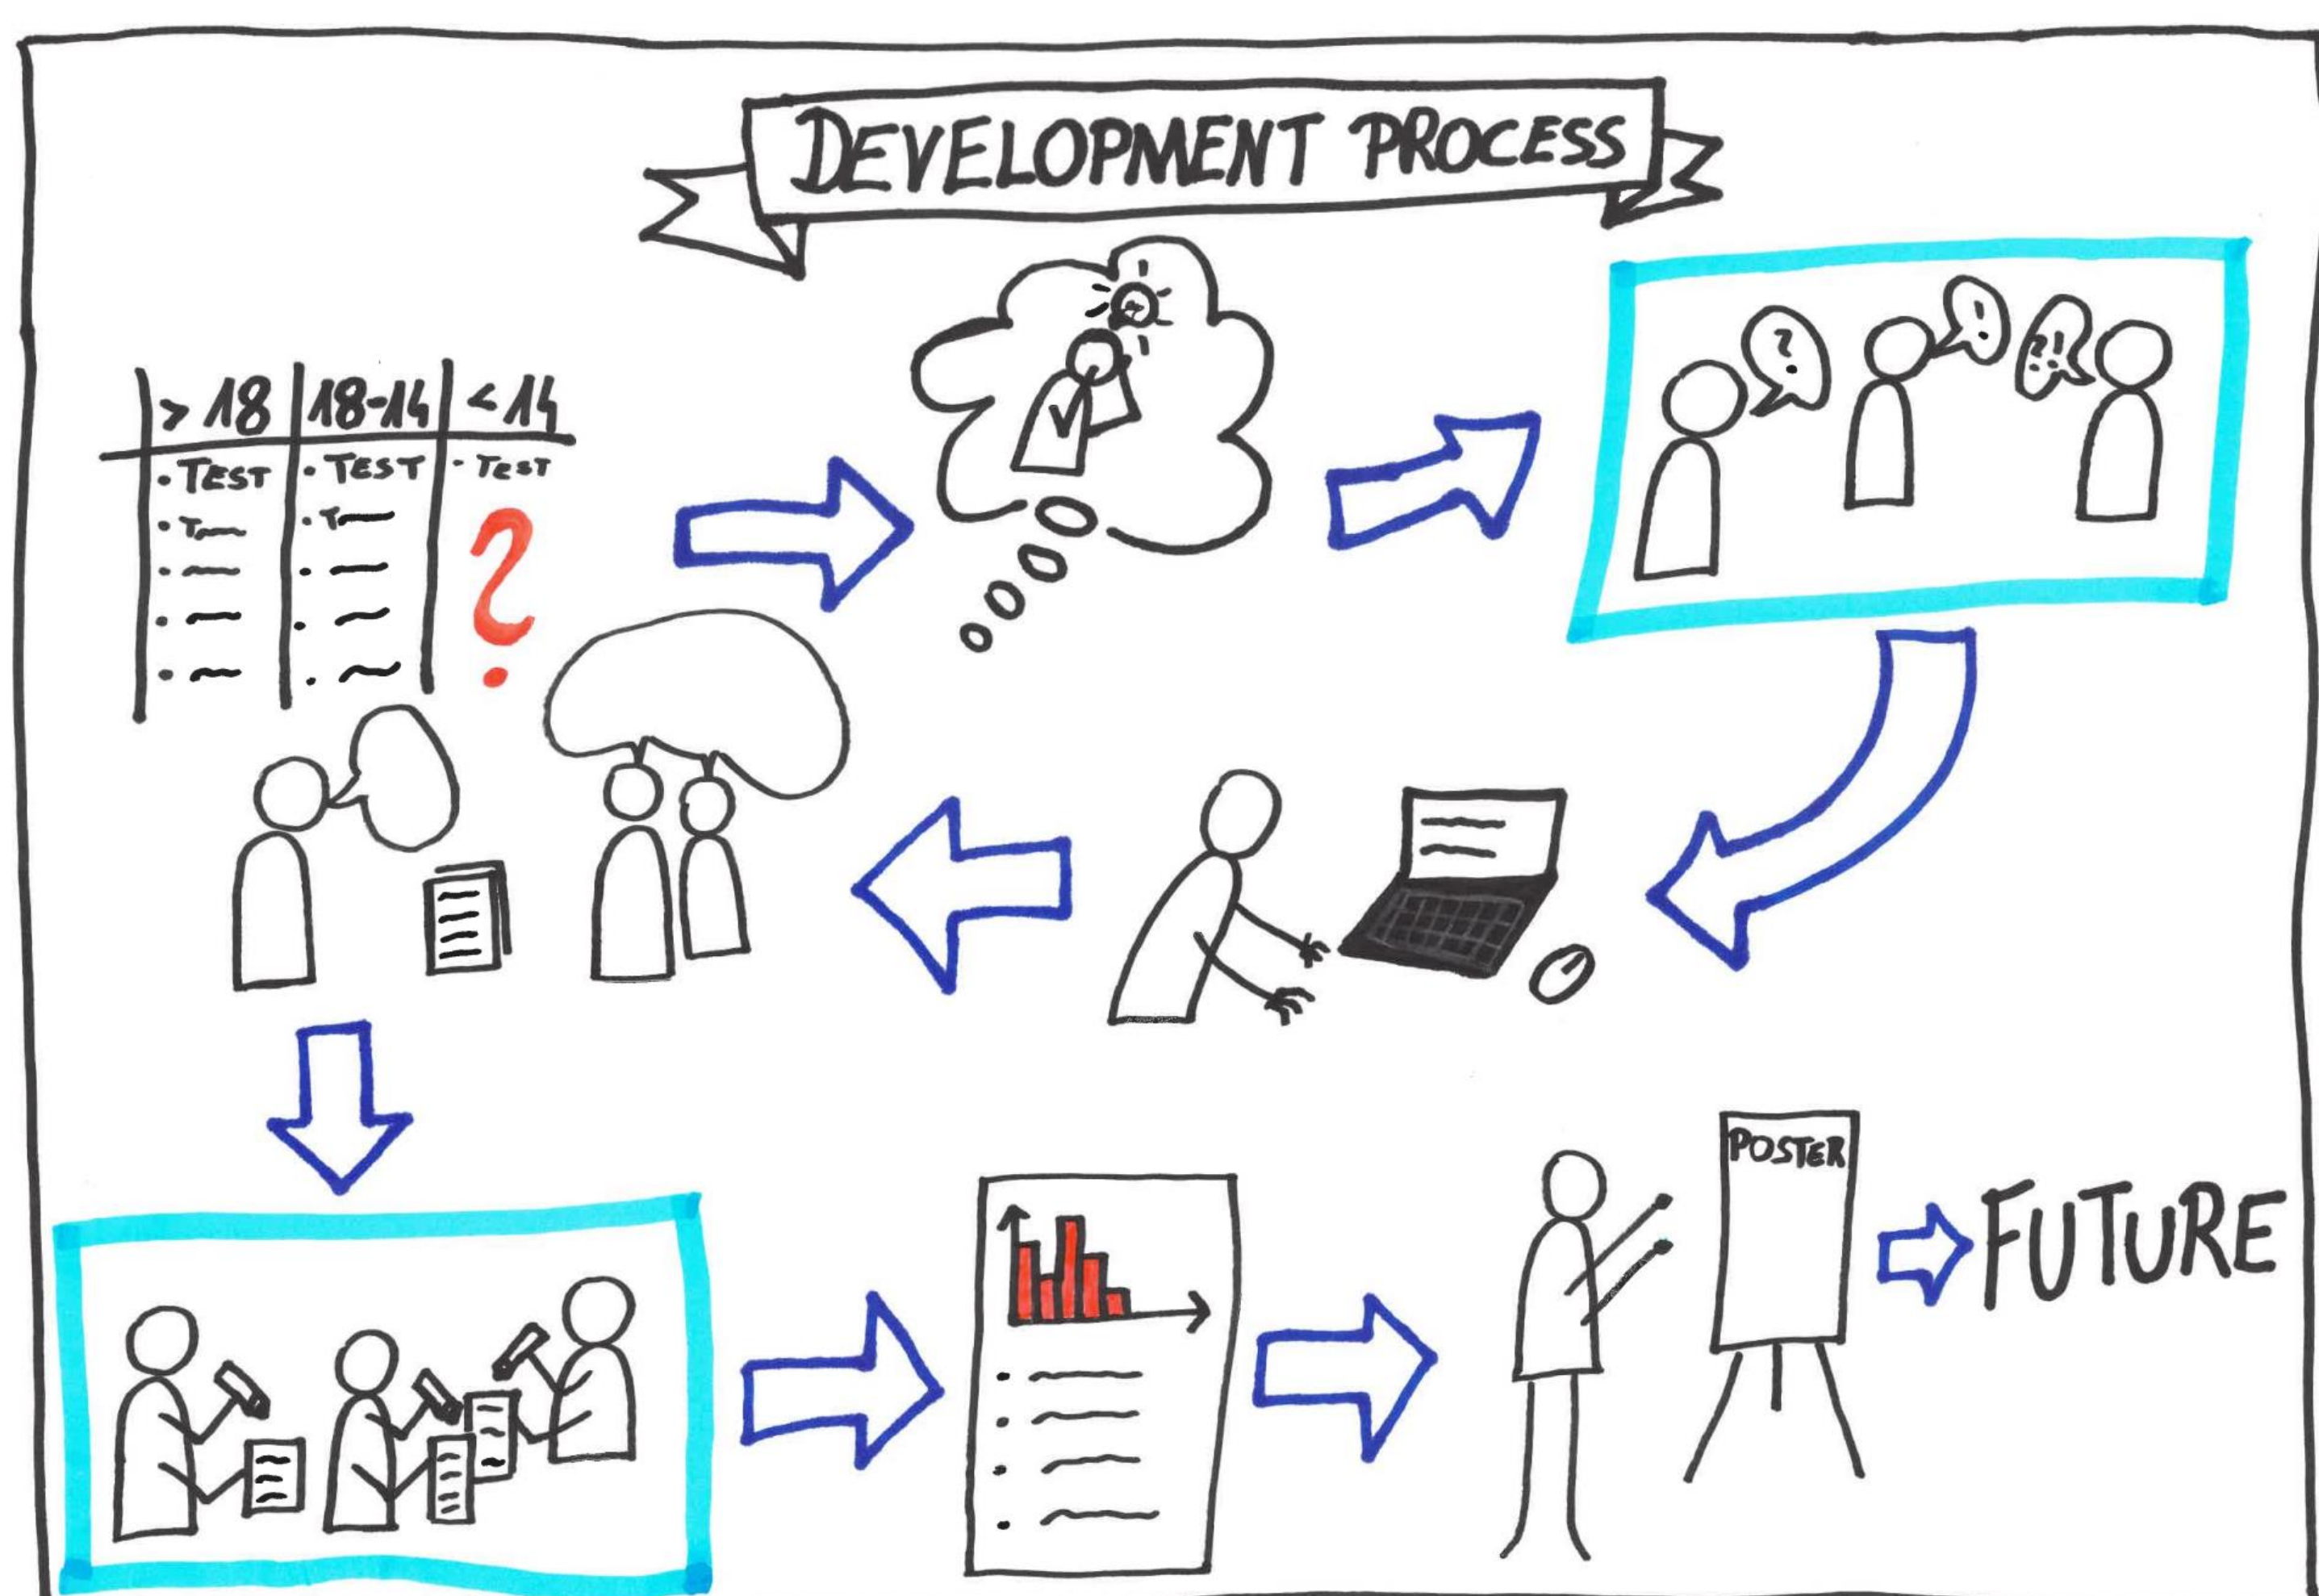 DEVELOPMENT PROCESS
> 18 | 18-14 | < 14
• TEST • TEST • TEST
?
? ! ?!
POSTER
FUTURE